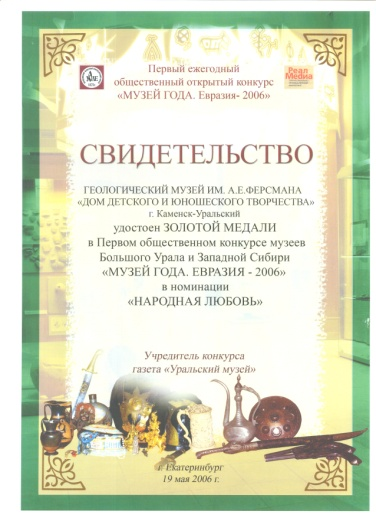 Первый ежегодный
общественный открытый конкурс
«МУЗЕЙ ГОДА. Евразия- 2006»
Реал
Медиа
СВИДЕТЕЛЬСТВО
ГЕОЛОГИЧЕСКИЙ МУЗЕЙ ИМ. А.Е.ФЕРСМАНА
«ДОМ ДЕТСКОГО И ЮНОШЕСКОГО ТВОРЧЕСТВА»
г. Каменск-Уральский
удостоен ЗОЛОТОЙ МЕДАЛИ
в Первом общественном конкурсе музеев
Большого Урала и Западной Сибири
«МУЗЕЙ ГОДА. ЕВРАЗИЯ - 2006»
в номинации
«НАРОДНАЯ ЛЮБОВЬ»
Учредитель конкурса
газета «Уральский музей»
г. Екатеринбург
19 мая 2006 г.